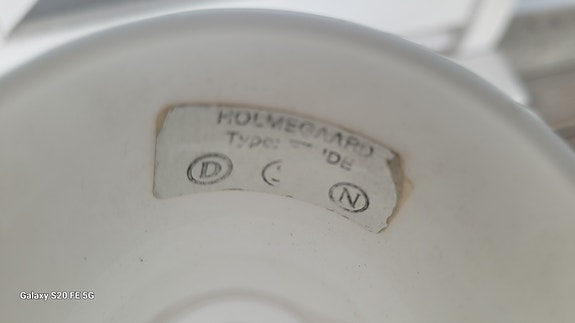 HOLMEGAARD
Type:
D N
Galaxy S20 FE 5G